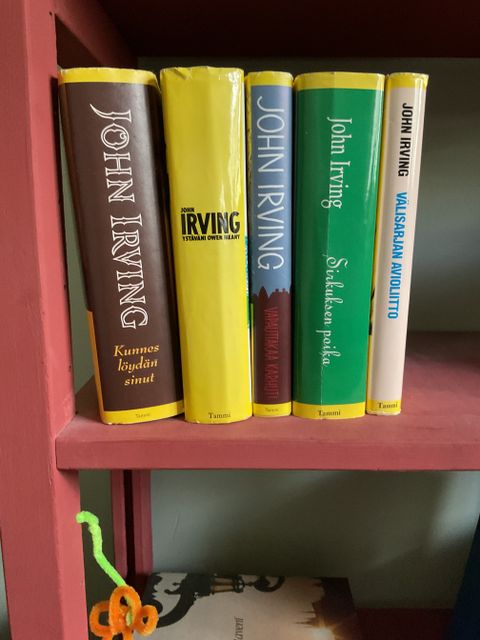 JOHN IRVING
Kunnes
löydän
sinut
Tammi
JOHN
IRVING
YSTÄVÄNI OWEN MEANY
Tammi
JOHN IRVING
VAPAUTTAKAA KARHUT!
Tammi
John Irving
Sirkuksen poika
Tammi
JOHN IRVING
VÄLISARJAN AVIOLIITTO
Tammi